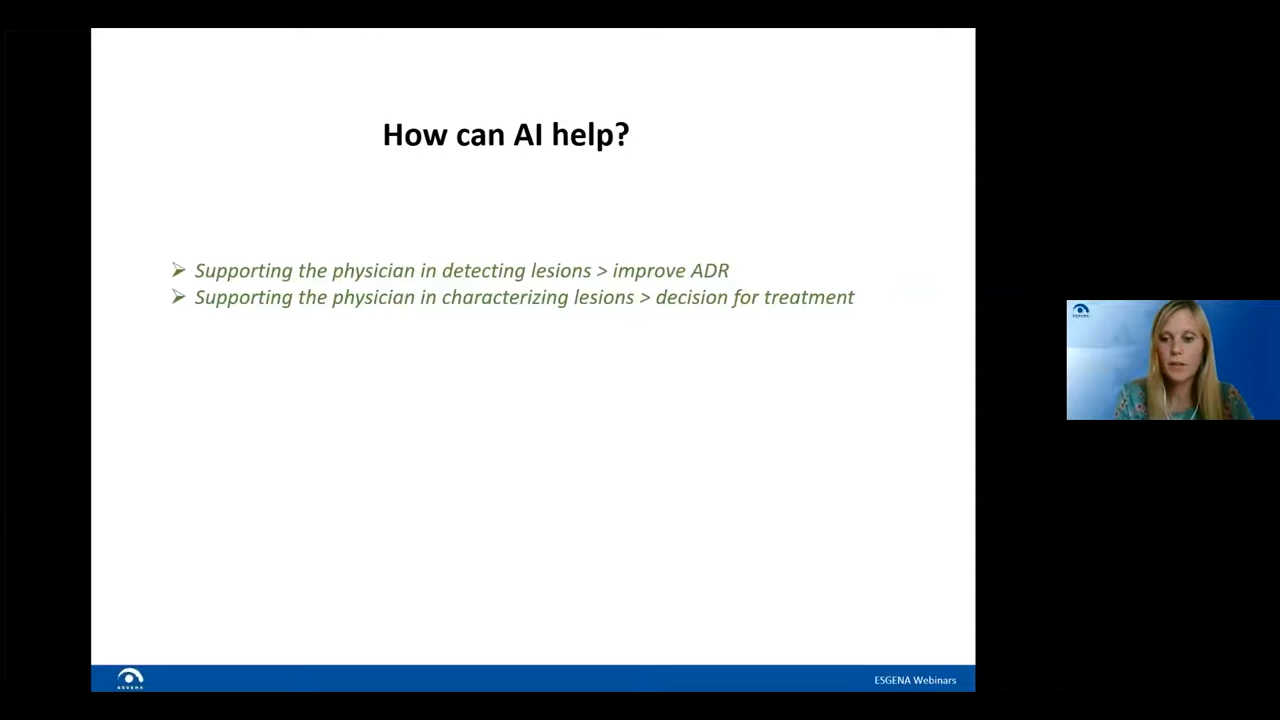 How can AI help?
➢ Supporting the physician in detecting lesions > improve ADR
➢ Supporting the physician in characterizing lesions > decision for treatment
ESGENA
ESGENA Webinars